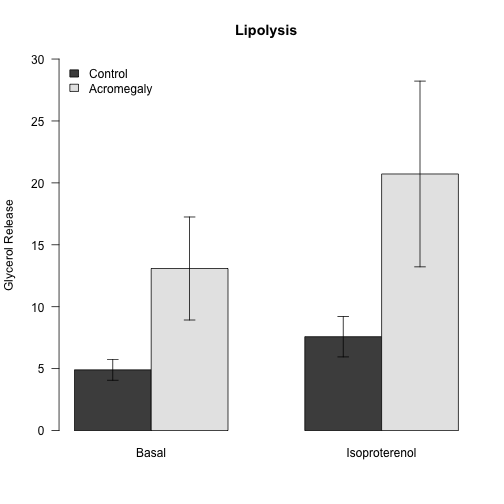 Lipolysis
30
25
20
15
10
5
0
Glycerol Release
Control
Acromegaly
Basal
Isoproterenol